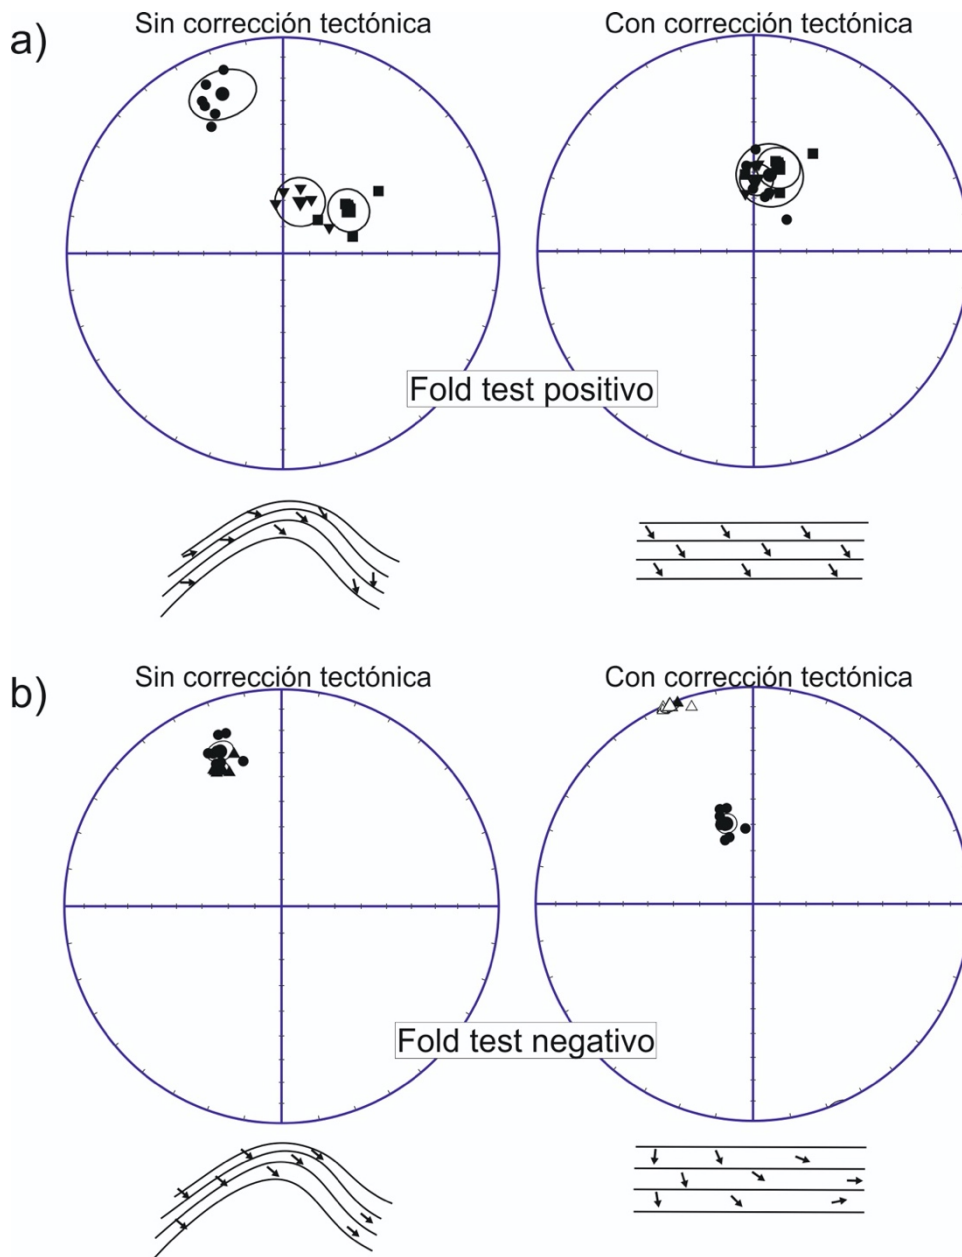 a)
Sin corrección tectónica
Con corrección tectónica
Fold test positivo
b)
Sin corrección tectónica
Con corrección tectónica
Fold test negativo